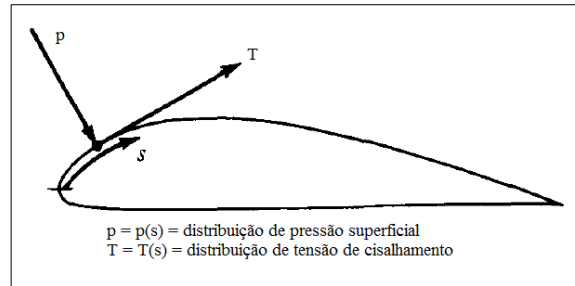 p
T
s
p = p(s) = distribuição de pressão superficial
T = T(s) = distribuição de tensão de cisalhamento